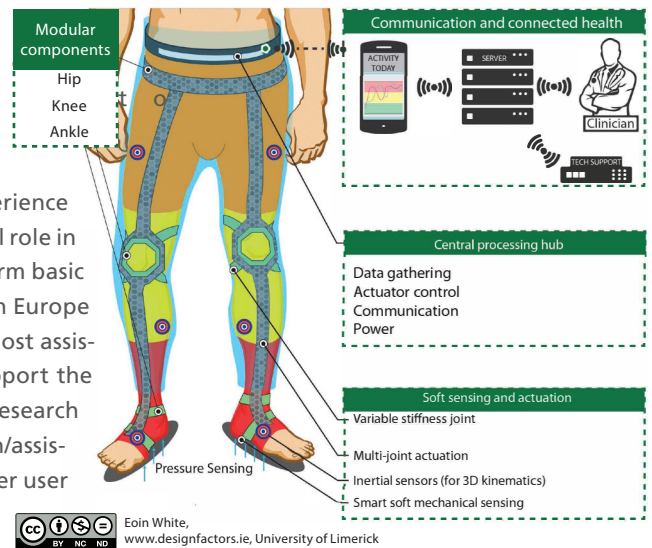 Modular
components
Hip
Knee
Ankle
t o
erience
l role in
rm basic
n Europe
ost assis-
pport the
esearch
n/assis-
er user
Pressure Sensing
Communication and connected health
ACTIVITY
TODAY
SERVER
Clinician
TECH SUPPORT
Central processing hub
Data gathering
Actuator control
Communication
Power
Soft sensing and actuation
Variable stiffness joint
Multi-joint actuation
Inertial sensors (for 3D kinematics)
Smart soft mechanical sensing
cc BY NC ND
Eoin White,
www.designfactors.ie, University of Limerick